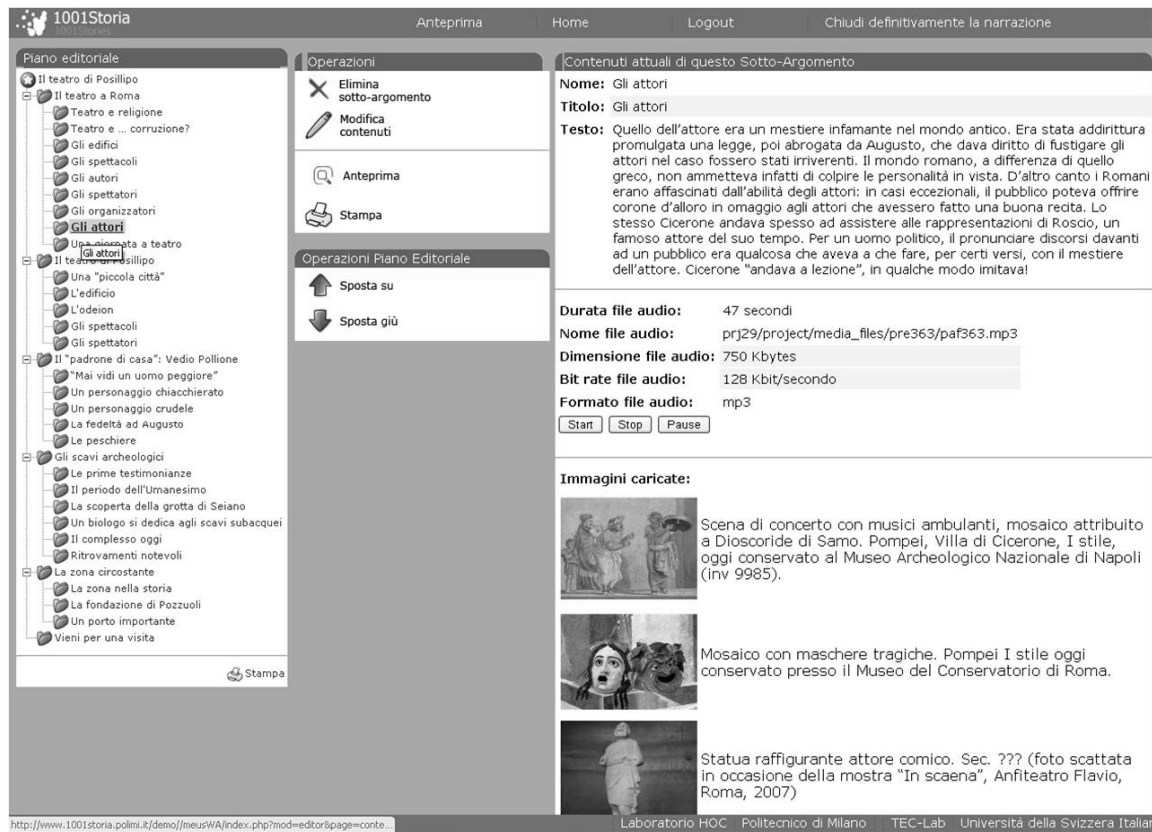 1001Storia
1001Stories
Anteprima
Home
Logout
Chiudi definitivamente la narrazione
Piano editoriale
Il teatro di Posillipo
Il teatro a Roma
Teatro e religione
Teatro e ... corruzione?
Gli edifici
Gli spettacoli
Gli autori
Gli spettatori
Gli organizzatori
Gli attori
Una giornata a teatro
Gli attori
Il teatro di Posillipo
Una "piccola città"
L'edificio
L'odeion
Gli spettacoli
Gli spettatori
Il "padrone di casa": Vedio Pollione
"Mai vidi un uomo peggiore"
Un personaggio chiacchierato
Un personaggio crudele
La fedeltà ad Augusto
Le peschiere
Gli scavi archeologici
Le prime testimonianze
Il periodo dell'Umanesimo
La scoperta della grotta di Seiano
Un biologo si dedica agli scavi subacquei
Il complesso oggi
Ritrovamenti notevoli
La zona circostante
La zona nella storia
La fondazione di Pozzuoli
Un porto importante
Vieni per una visita
Stampa
Operazioni
Elimina
sotto-argomento
Modifica
contenuti
Anteprima
Stampa
Operazioni Piano Editoriale
Sposta su
Sposta giù
Contenuti attuali di questo Sotto-Argomento
Nome: Gli attori
Titolo: Gli attori
Testo: Quello dell'attore era un mestiere infamante nel mondo antico. Era stata addirittura
promulgata una legge, poi abrogata da Augusto, che dava diritto di fustigare gli
attori nel caso fossero stati irriverenti. Il mondo romano, a differenza di quello
greco, non ammetteva infatti di colpire le personalità in vista. D'altro canto i Romani
erano affascinati dall'abilità degli attori: in casi eccezionali, il pubblico poteva offrire
corone d'alloro in omaggio agli attori che avessero fatto una buona recita. Lo
stesso Cicerone andava spesso ad assistere alle rappresentazioni di Roscio, un
famoso attore del suo tempo. Per un uomo politico, il pronunciare discorsi davanti
ad un pubblico era qualcosa che aveva a che fare, per certi versi, con il mestiere
dell'attore. Cicerone "andava a lezione", in qualche modo imitava!
Durata file audio: 47 secondi
Nome file audio: prj29/project/media_files/pre363/paf363.mp3
Dimensione file audio: 750 Kbytes
Bit rate file audio: 128 Kbit/secondo
Formato file audio: mp3
Start Stop Pause
Immagini caricate:
Scena di concerto con musici ambulanti, mosaico attribuito
a Dioscoride di Samo. Pompei, Villa di Cicerone, I stile,
oggi conservato al Museo Archeologico Nazionale di Napoli
(inv 9985).
Mosaico con maschere tragiche. Pompei I stile oggi
conservato presso il Museo del Conservatorio di Roma.
Statua raffigurante attore comico. Sec. ??? (foto scattata
in occasione della mostra "In scaena", Anfiteatro Flavio,
Roma, 2007)
http://www.1001storia.polimi.it/demo//meusWA/index.php?mod=editor&page=conte...
Laboratorio HOC Politecnico di Milano TEC-Lab Università della Svizzera Italian